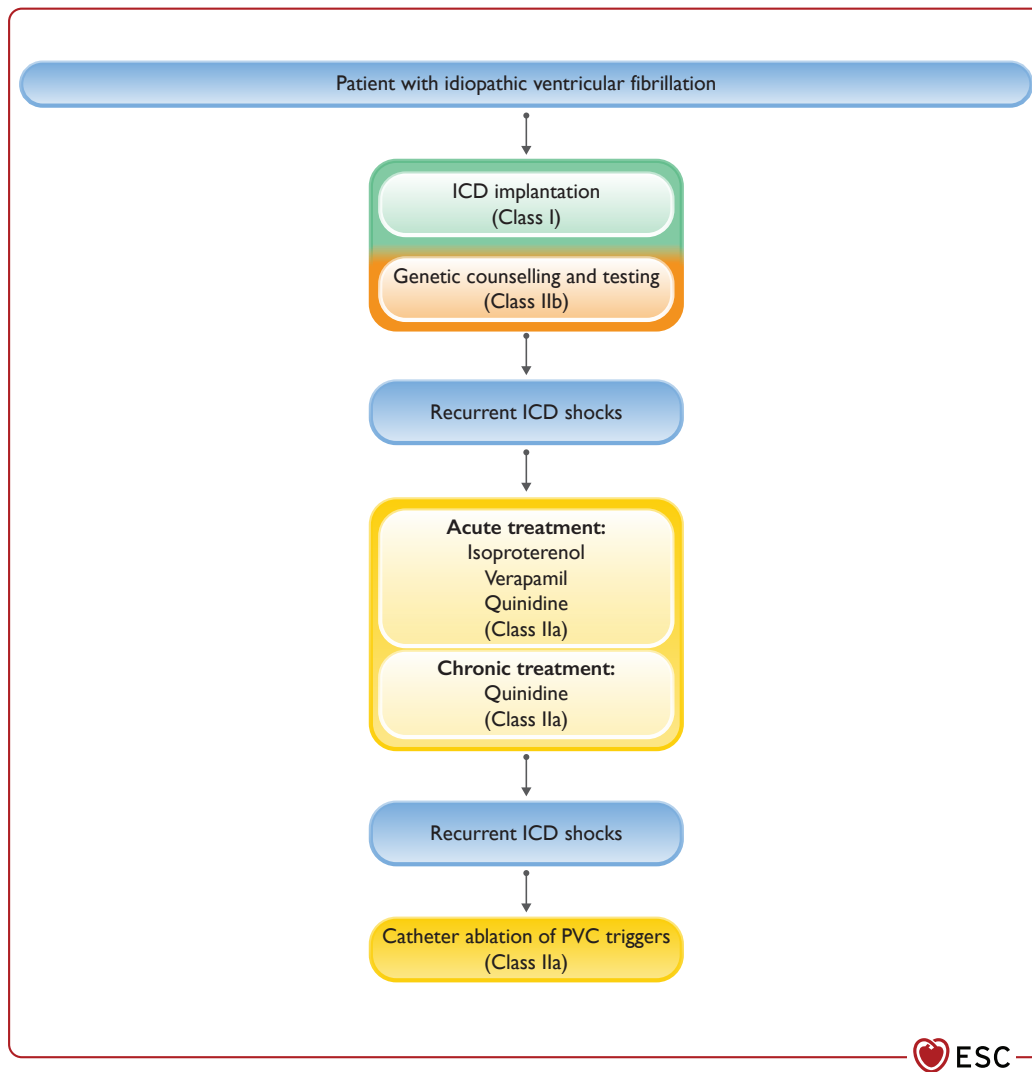 Patient with idiopathic ventricular fibrillation
ICD implantation
(Class I)
Genetic counselling and testing
(Class IIb)
Recurrent ICD shocks
Acute treatment:
Isoproterenol
Verapamil
Quinidine
(Class IIa)
Chronic treatment:
Quinidine
(Class IIa)
Recurrent ICD shocks
Catheter ablation of PVC triggers
(Class IIa)
ESC